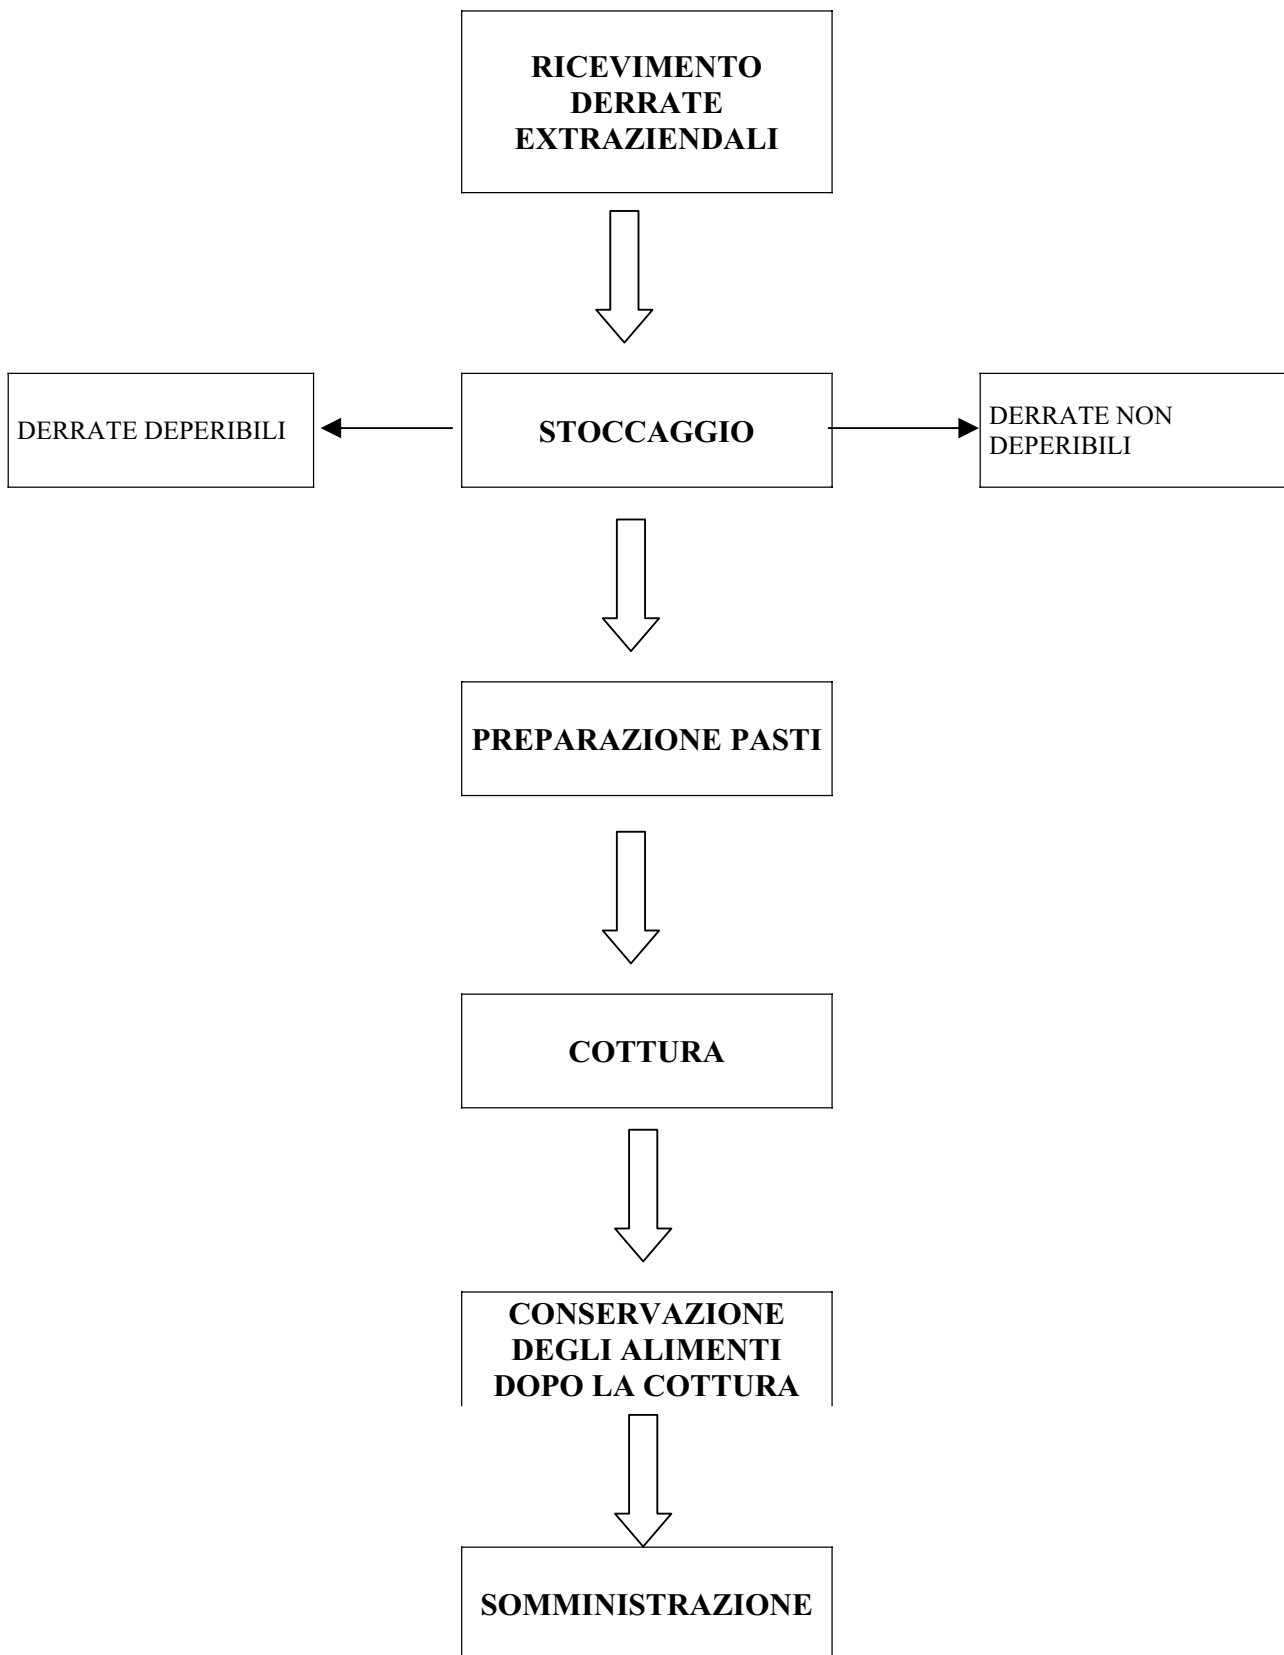 RICEVIMENTO
DERRATE
EXTRAZIENDALI
DERRATE DEPERIBILI
STOCCAGGIO
DERRATE NON
DEPERIBILI
PREPARAZIONE PASTI
COTTURA
CONSERVAZIONE
DEGLI ALIMENTI
DOPO LA COTTURA
SOMMINISTRAZIONE